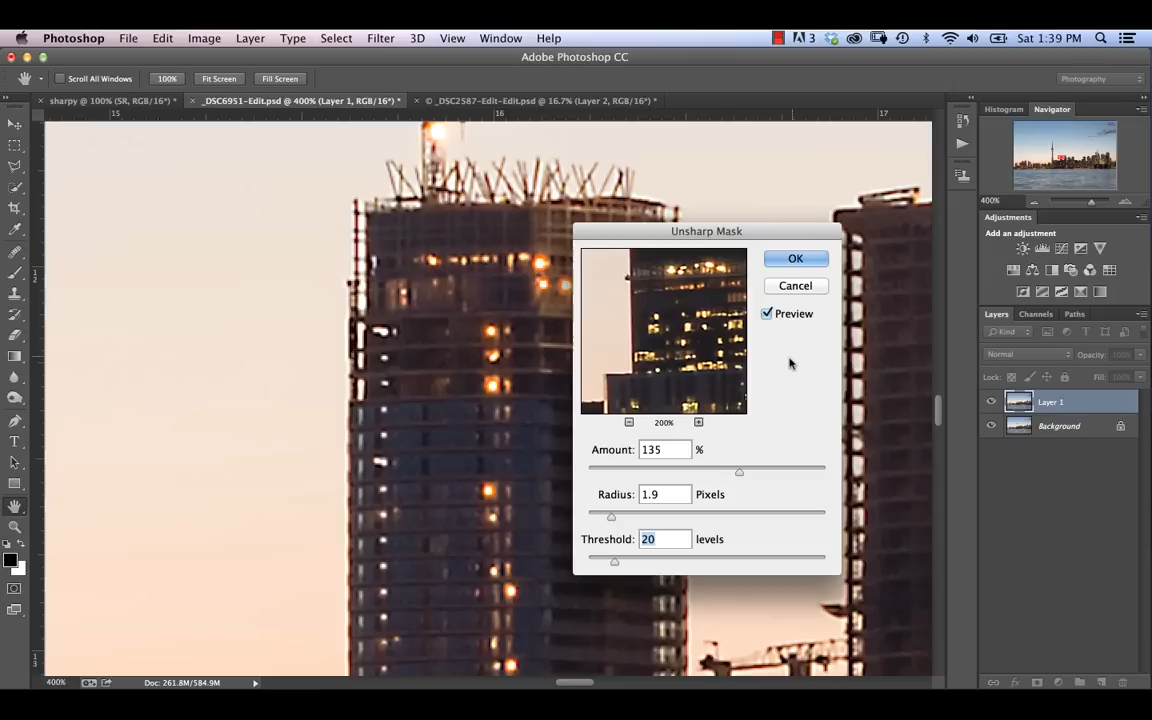 Photoshop File Edit Image Layer Type Select Filter 3D View Window Help 3 Sat 1:39 PM
Adobe Photoshop CC
Scroll All Windows 100% Fit Screen Fill Screen Photography
sharpy @ 100% (SR, RGB/16*) * _DSC6951-Edit.psd @ 400% (Layer 1, RGB/16*) * © _DSC2587-Edit-Edit.psd @ 16.7% (Layer 2, RGB/16*) *
Histogram Navigator
15 16 17
400%
Adjustments
Add an adjustment
Unsharp Mask
OK
Cancel
Preview
200%
Amount: 135 %
Radius: 1.9 Pixels
Threshold: 20 levels
12
13
Layers Channels Paths
Kind
Normal Opacity: 100%
Lock: Fill: 100%
Layer 1
Background
400% Doc: 261.8M/584.9M